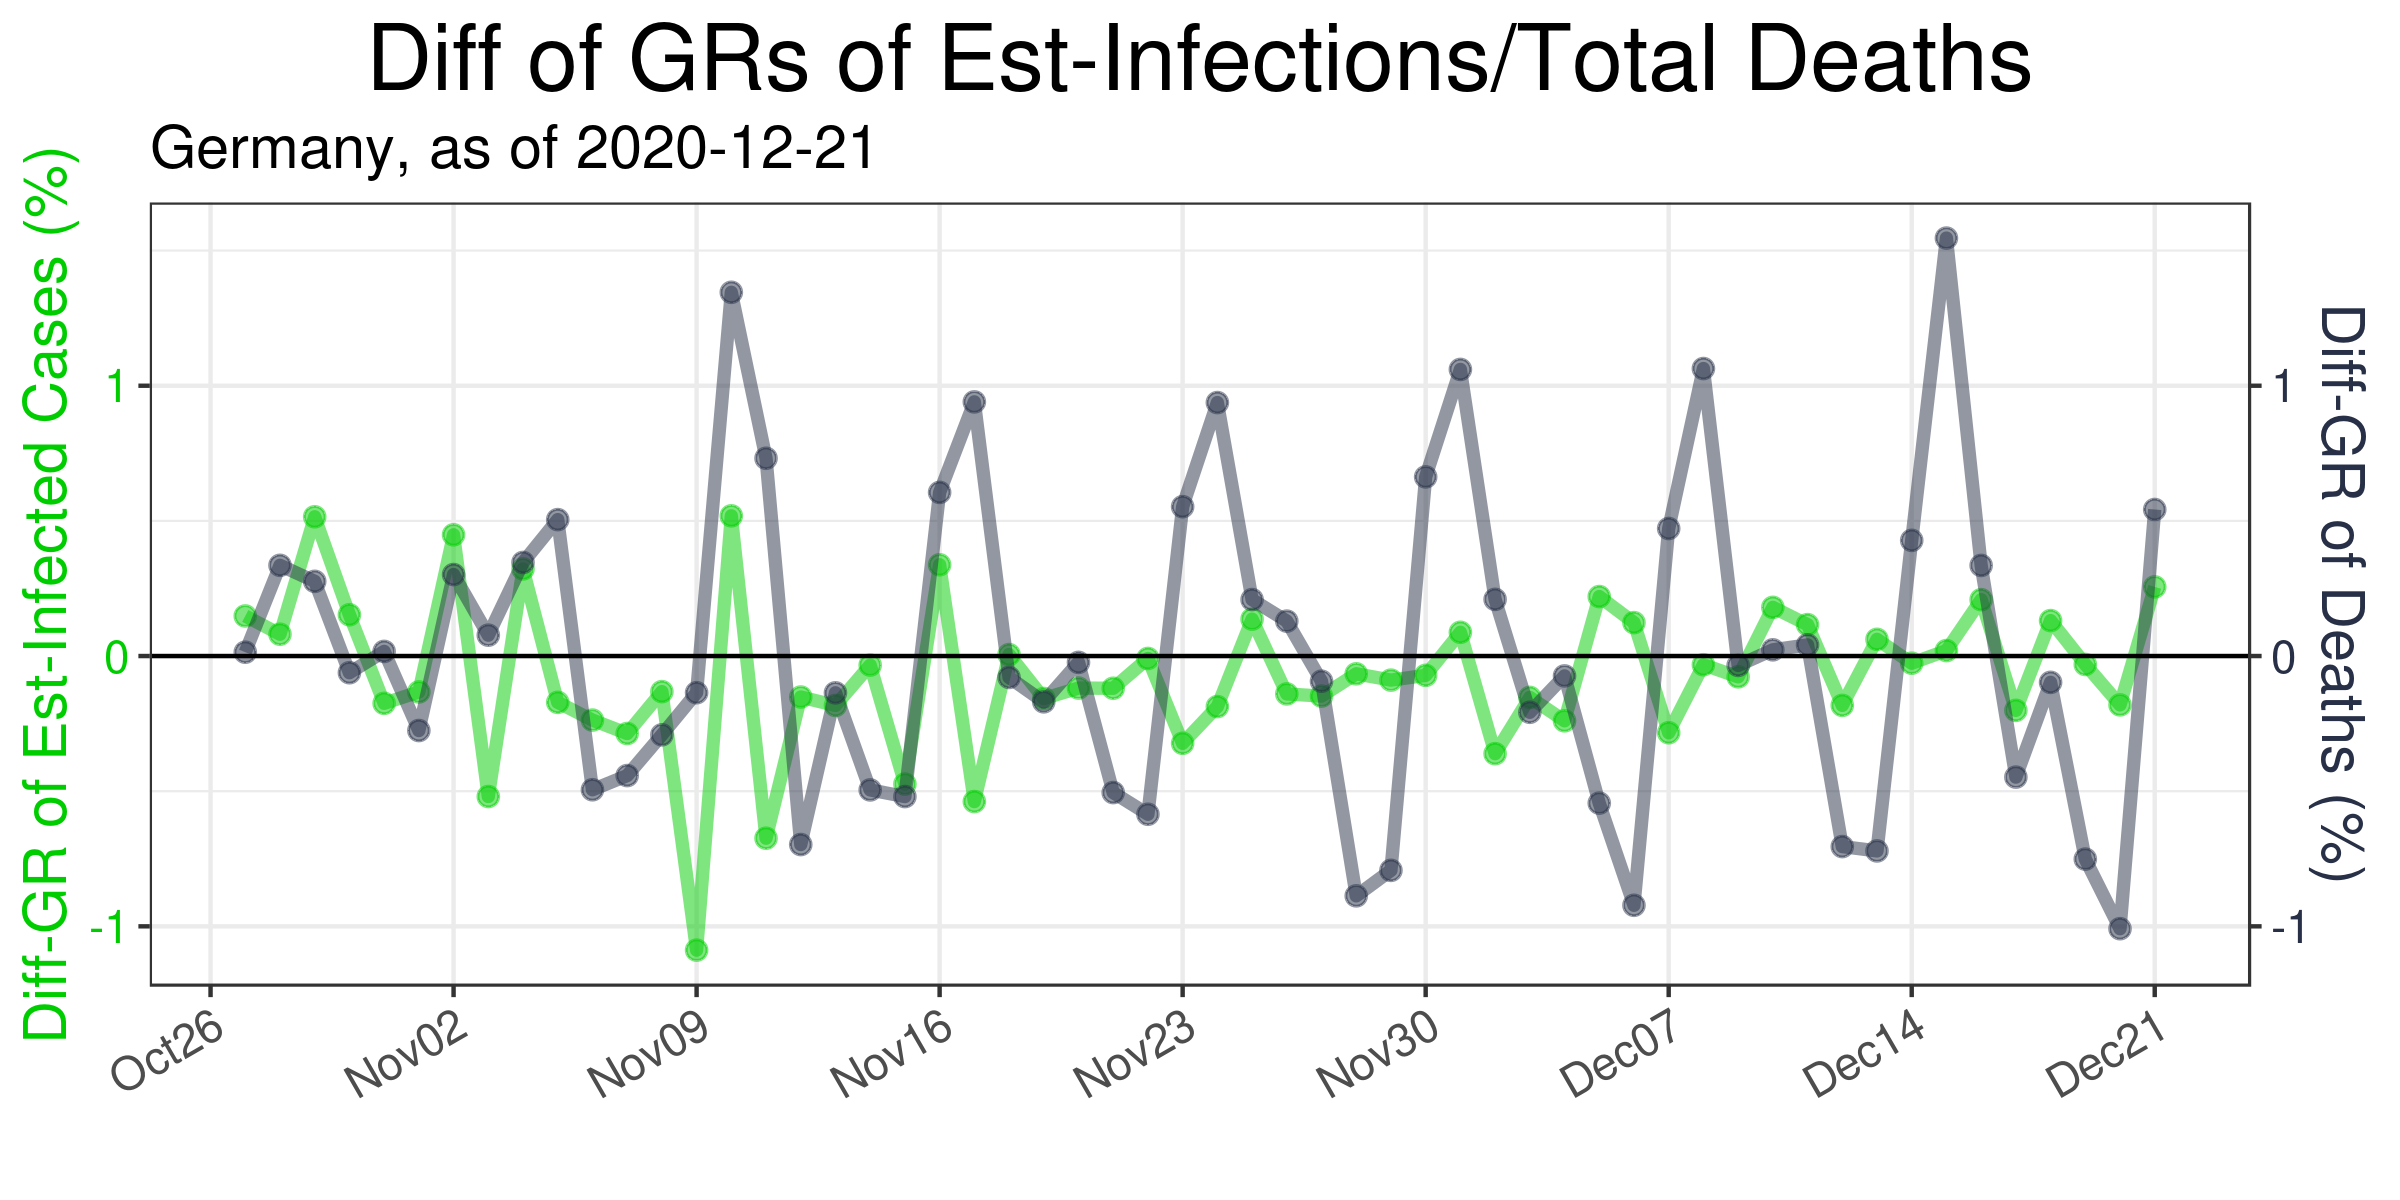 Diff of GRs of Est-Infections/Total Deaths
Germany, as of 2020-12-21
Diff-GR of Est-Infected Cases (%)
1
0
-1
1
0
-1
Diff-GR of Deaths (%)
Oct26
Nov02
Nov09
Nov16
Nov23
Nov30
Dec07
Dec14
Dec21